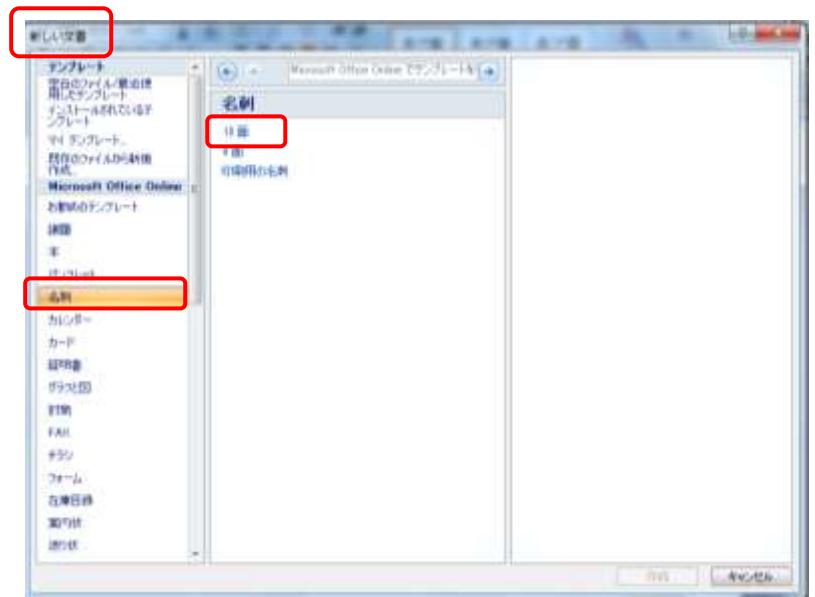 新しい文書
テンプレート
Microsoft Office Online でテンプレートを
空白のファイル/最近使
用したテンプレート
インストールされているテ
ンプレート
マイ テンプレート...
既存のファイルから新規
作成...
Microsoft Office Online
お勧めのテンプレート
本
名刺
カレンダー
カード
証明書
グラフと図
封筒
FAX
チラシ
フォーム
在庫目録
案内状
送り状
名刺
10 面
8 面
印刷用の名刺
作成
キャンセル